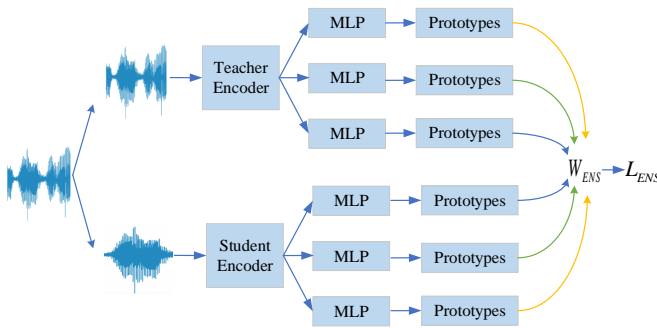 MLP
Prototypes
Teacher
Encoder
MLP
Prototypes
MLP
Prototypes
W_ENS
L_ENS
MLP
Prototypes
Student
Encoder
MLP
Prototypes
MLP
Prototypes